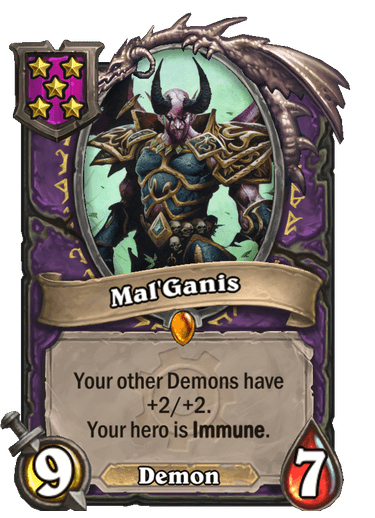 Mal'Ganis
Your other Demons have
+2/+2.
Your hero is Immune.
9
Demon
7